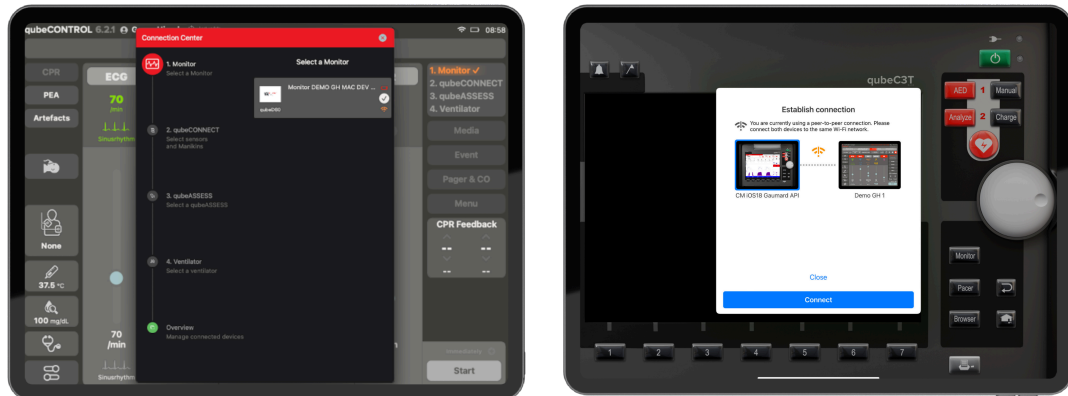 qubeCONTROL 6.2.1
08:58
Connection Center
CPR
PEA
Artefacts
ECG
70
/min
Sinusrhythm
None
37.5 °C
100 mg/dL
70
/min
Sinusrhythm
1. Monitor
Select a Monitor
2. qubeCONNECT
Select sensors
and Manikins
3. qubeASSESS
Select a qubeASSESS
4. Ventilator
Select a ventilator
Overview
Manage connected devices
Select a Monitor
Monitor DEMO GH MAC DEV ...
1. Monitor ✓
2. qubeCONNECT
3. qubeASSESS
4. Ventilator
Media
Event
Pager & CO
Menu
CPR Feedback
-- --
-- --
Start
qubeC3T
Establish connection
You are currently using a peer-to-peer connection. Please
connect both devices to the same Wi-Fi network.
CM iOS18 Gaumard API
Demo GH 1
Close
Connect
AED 1 Manual
Analyze 2 Charge
Monitor
Pacer
Browser
1 2 3 4 5 6 7